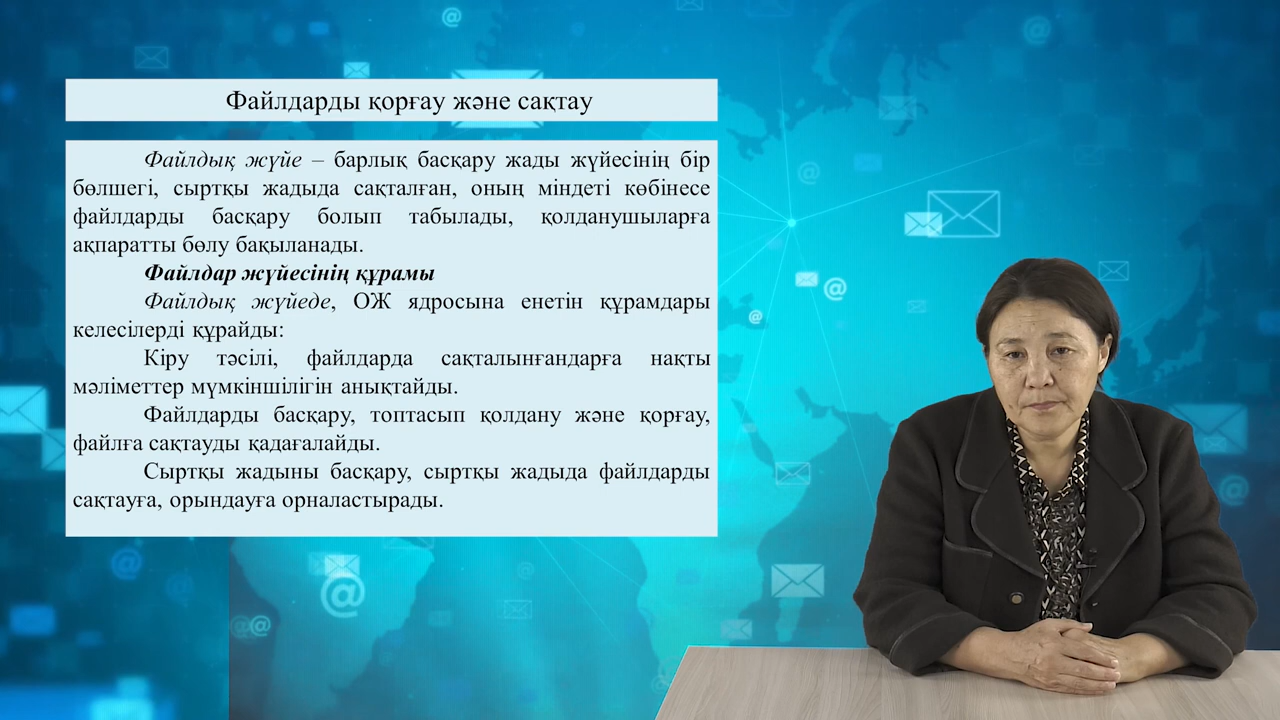 Файлдарды қорғау және сақтау
Файлдық жүйе – барлық басқару жады жүйесінің бір
бөлшегі, сыртқы жадыда сақталған, оның міндеті көбінесе
файлдарды басқару болып табылады, қолданушыларға
ақпаратты бөлу бақыланады.
Файлдар жүйесінің құрамы
Файлдық жүйеде, ОЖ ядросына енетін құрамдары
келесілерді құрайды:
Кіру тәсілі, файлдарда сақталынғандарға нақты
мәліметтер мүмкіншілігін анықтайды.
Файлдарды басқару, топтасып қолдану және қорғау,
файлға сақтауды қадағалайды.
Сыртқы жадыны басқару, сыртқы жадыда файлдарды
сақтауға, орындауға орналастырады.